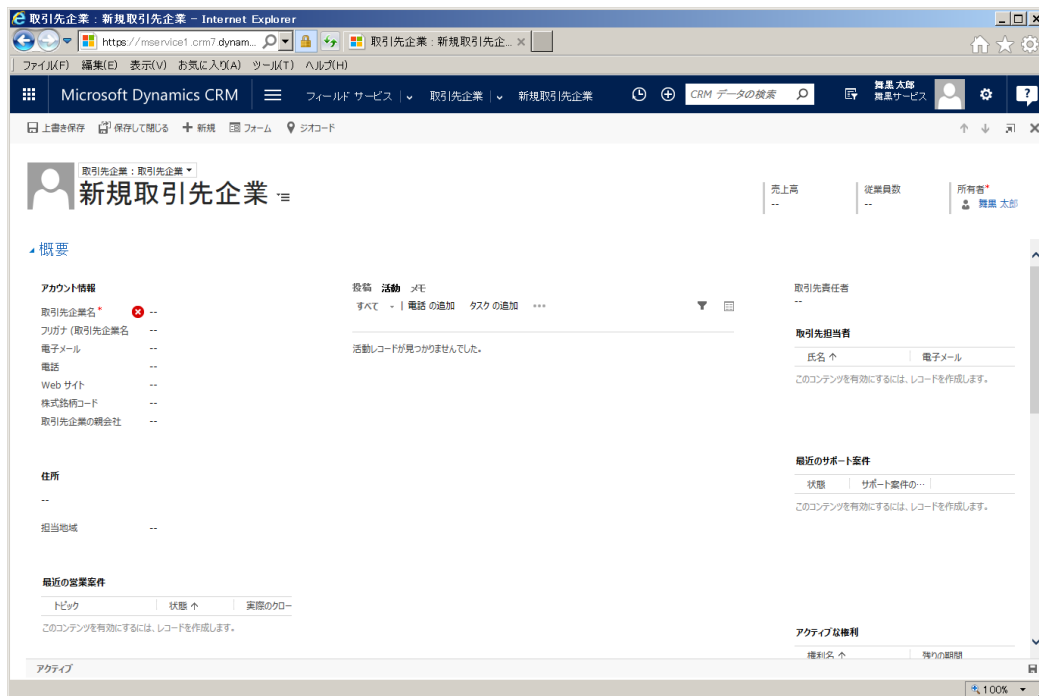 取引先企業 : 新規取引先企業 - Internet Explorer
https://mservice1.crm7.dynam...
取引先企業 : 新規取引先企...
ファイル(F) 編集(E) 表示(V) お気に入り(A) ツール(T) ヘルプ(H)
Microsoft Dynamics CRM フィールド サービス 取引先企業 新規取引先企業 CRM データの検索 舞黒 太郎
舞黒サービス
上書き保存 保存して閉じる 新規 フォーム ジオコード
取引先企業 : 取引先企業
新規取引先企業
売上高 従業員数 所有者*
-- -- 舞黒 太郎
概要
アカウント情報
取引先企業名* --
フリガナ (取引先企業名 --
電子メール --
電話 --
Web サイト --
株式銘柄コード --
取引先企業の親会社 --
住所
--
担当地域 --
最近の営業案件
トピック 状態 ↑ 実際のクロー
このコンテンツを有効にするには、レコードを作成します。
投稿 活動 メモ
すべて | 電話 の追加 タスク の追加 ...
活動レコードが見つかりませんでした。
取引先責任者
--
取引先担当者
氏名 ↑ 電子メール
このコンテンツを有効にするには、レコードを作成します。
最近のサポート案件
状態 サポート案件の…
このコンテンツを有効にするには、レコードを作成します。
アクティブな権利
権利名 ↑ 残りの期間
アクティブ
100%